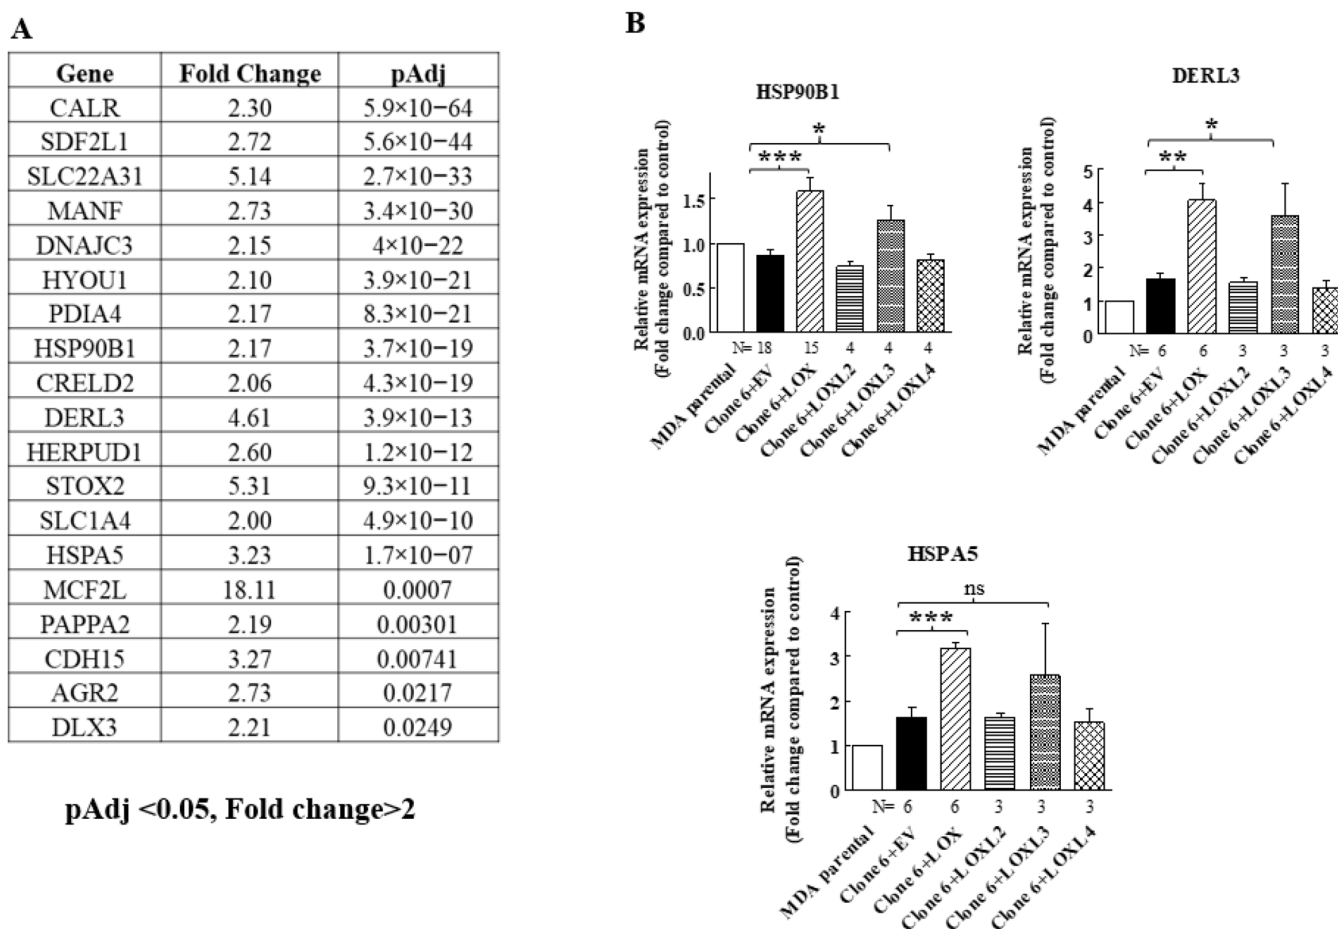 A
Gene Fold Change pAdj
CALR 2.30 5.9×10−64
SDF2L1 2.72 5.6×10−44
SLC22A31 5.14 2.7×10−33
MANF 2.73 3.4×10−30
DNAJC3 2.15 4×10−22
HYOU1 2.10 3.9×10−21
PDIA4 2.17 8.3×10−21
HSP90B1 2.17 3.7×10−19
CRELD2 2.06 4.3×10−19
DERL3 4.61 3.9×10−13
HERPUD1 2.60 1.2×10−12
STOX2 5.31 9.3×10−11
SLC1A4 2.00 4.9×10−10
HSPA5 3.23 1.7×10−07
MCF2L 18.11 0.0007
PAPPA2 2.19 0.00301
CDH15 3.27 0.00741
AGR2 2.73 0.0217
DLX3 2.21 0.0249
pAdj <0.05, Fold change>2
B
HSP90B1
Relative mRNA expression
(Fold change compared to control)
*
***
1.5
1.0
0.5
0.0
N= 18 15 4 4 4
MDA parental
Clone 6+EV
Clone 6+LOX
Clone 6+LOXL2
Clone 6+LOXL3
Clone 6+LOXL4
DERL3
Relative mRNA expression
(Fold change compared to control)
*
**
5
4
3
2
1
0
N= 6 6 3 3 3
MDA parental
Clone 6+EV
Clone 6+LOX
Clone 6+LOXL2
Clone 6+LOXL3
Clone 6+LOXL4
HSPA5
Relative mRNA expression
(Fold change compared to control)
ns
***
4
3
2
1
0
N= 6 6 3 3 3
MDA parental
Clone 6+EV
Clone 6+LOX
Clone 6+LOXL2
Clone 6+LOXL3
Clone 6+LOXL4